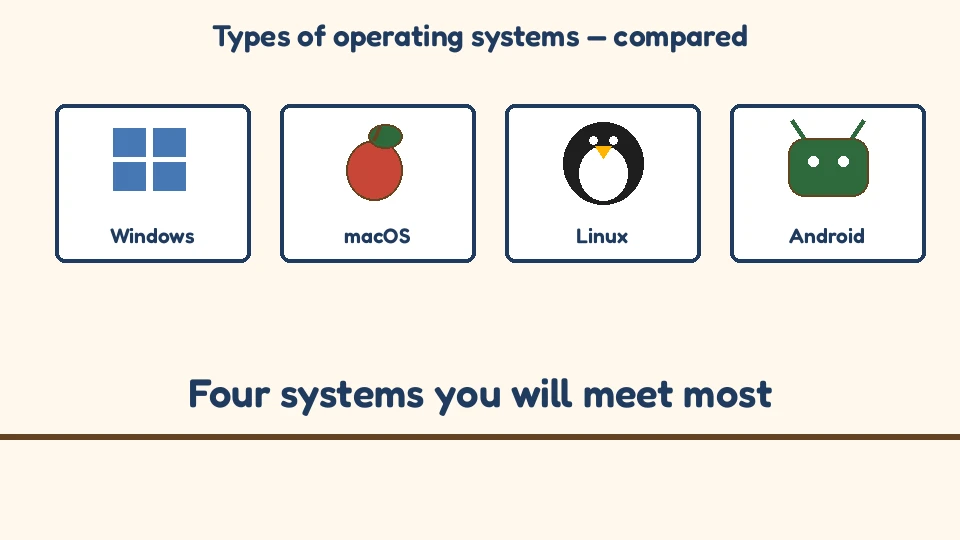 Types of operating systems – compared
Windows
macOS
Linux
Android
Four systems you will meet most